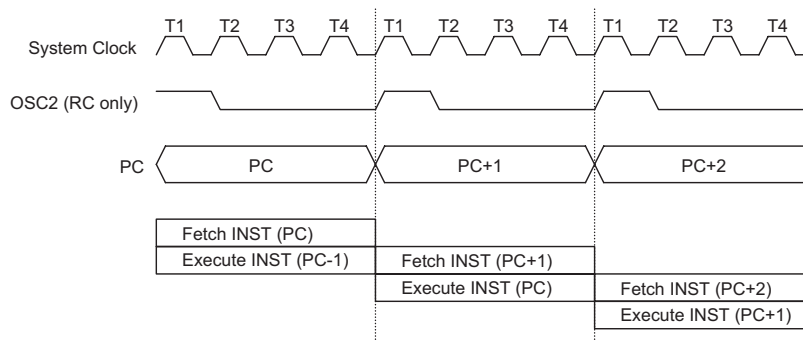 T1 T2 T3 T4 T1 T2 T3 T4 T1 T2 T3 T4
System Clock
OSC2 (RC only)
PC PC PC+1 PC+2
Fetch INST (PC)
Execute INST (PC-1) Fetch INST (PC+1)
Execute INST (PC) Fetch INST (PC+2)
Execute INST (PC+1)